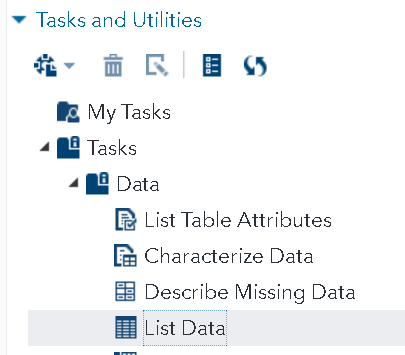 Tasks and Utilities
My Tasks
Tasks
Data
List Table Attributes
Characterize Data
Describe Missing Data
List Data